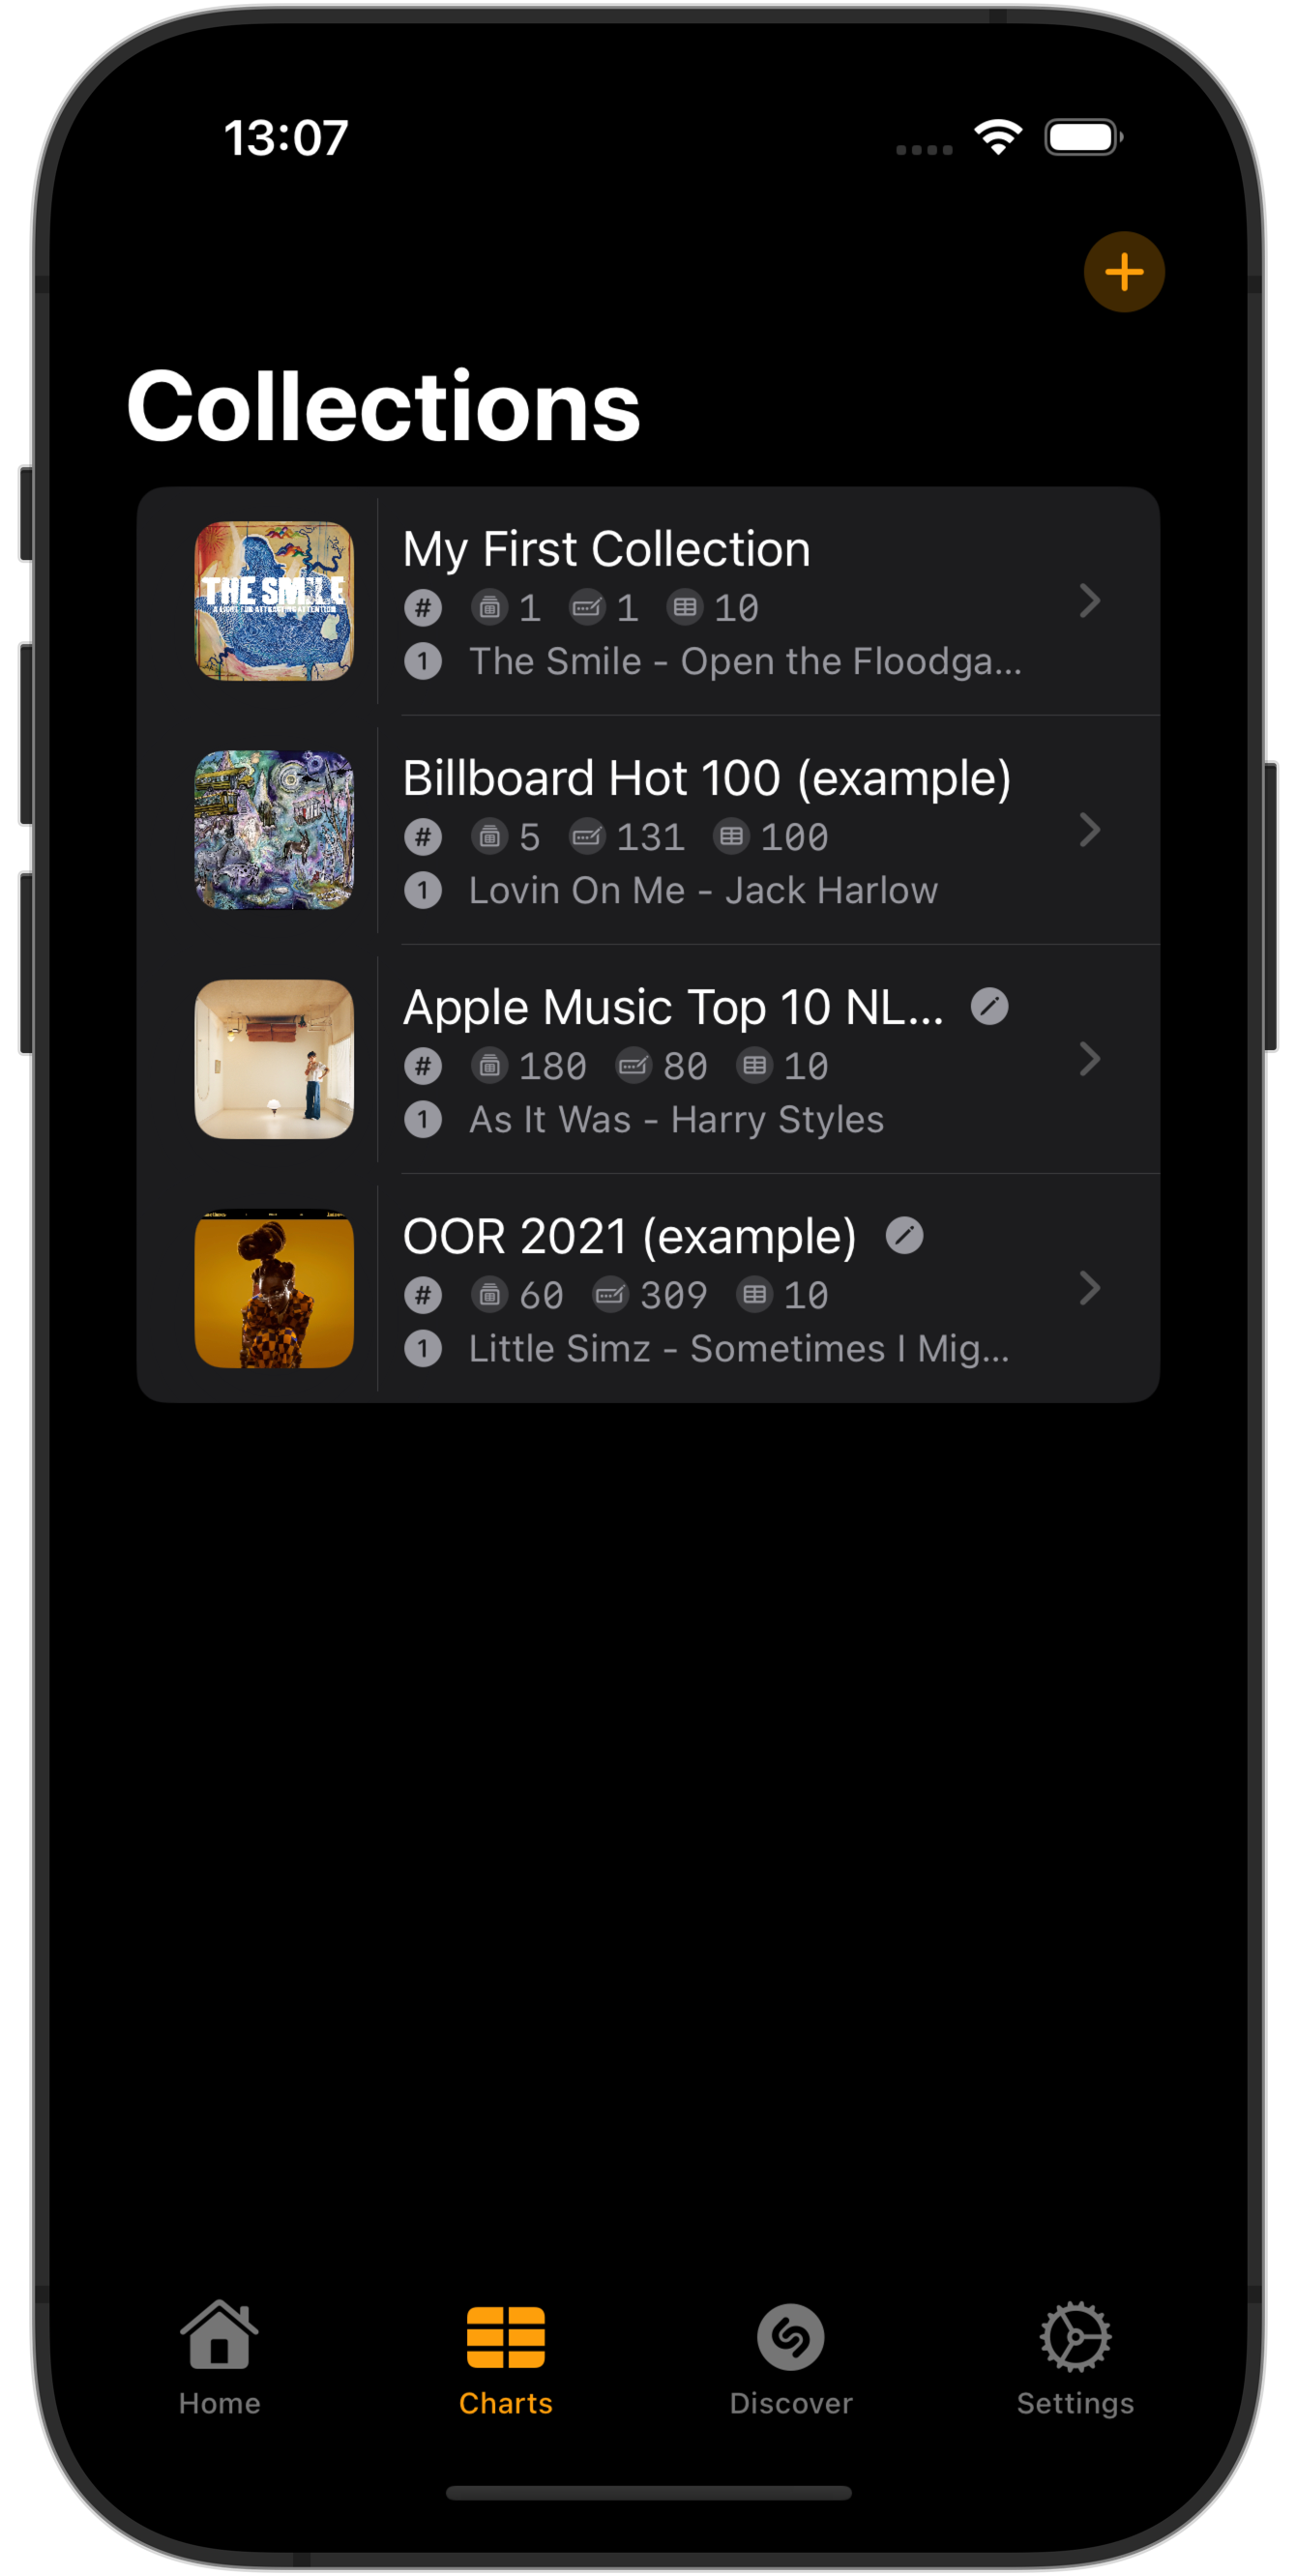 13:07
Collections
THE SMILE
A LIGHT FOR ATTRACTING ATTENTION
My First Collection
# 1 1 10
1 The Smile - Open the Floodga...
Billboard Hot 100 (example)
# 5 131 100
1 Lovin On Me - Jack Harlow
Apple Music Top 10 NL...
# 180 80 10
1 As It Was - Harry Styles
OOR 2021 (example)
# 60 309 10
1 Little Simz - Sometimes I Mig...
Home
Charts
Discover
Settings